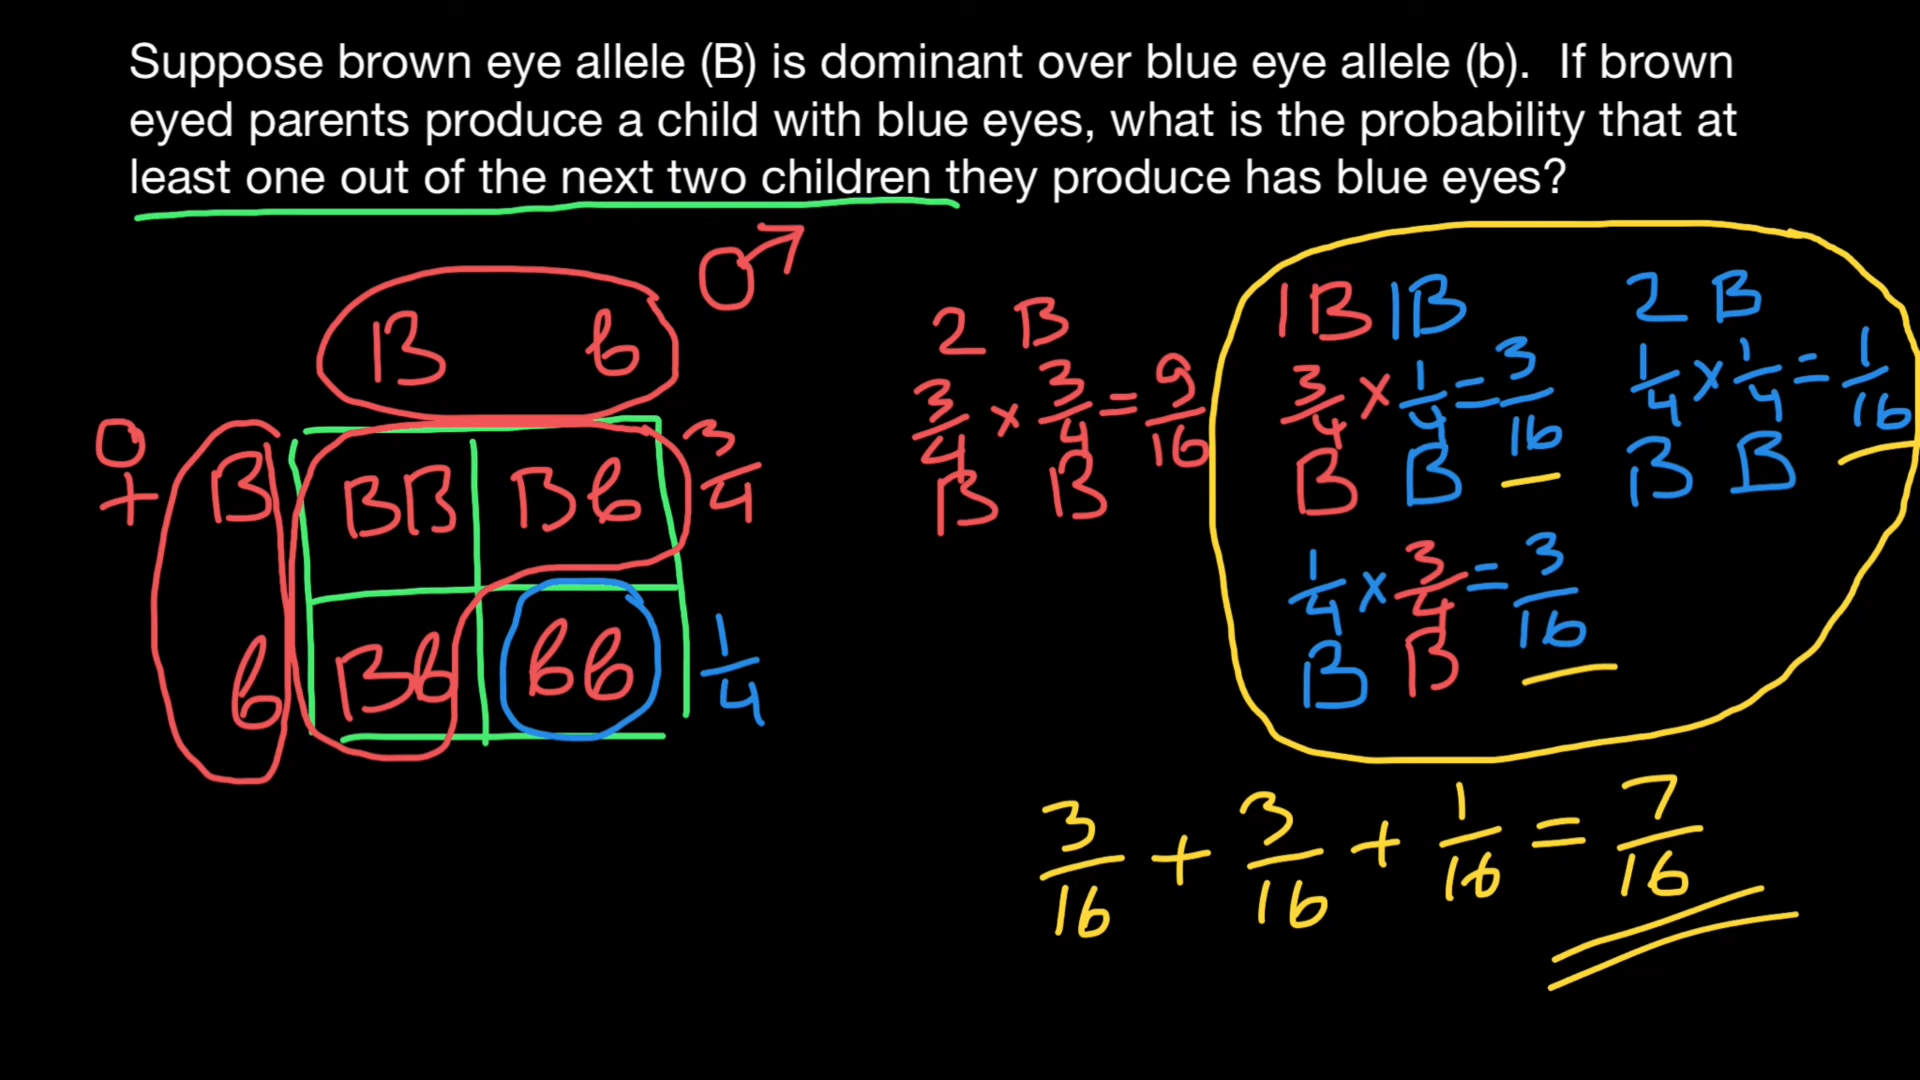 Suppose brown eye allele (B) is dominant over blue eye allele (b). If brown
eyed parents produce a child with blue eyes, what is the probability that at
least one out of the next two children they produce has blue eyes?
♂
B b
♀
B BB Bb 3/4
b Bb bb 1/4
2 B
3/4 × 3/4 = 9/16
B B
1B 1B
3/4 × 1/4 = 3/16
B B
1/4 × 3/4 = 3/16
B B
2 B
1/4 × 1/4 = 1/16
B B
3/16 + 3/16 + 1/16 = 7/16